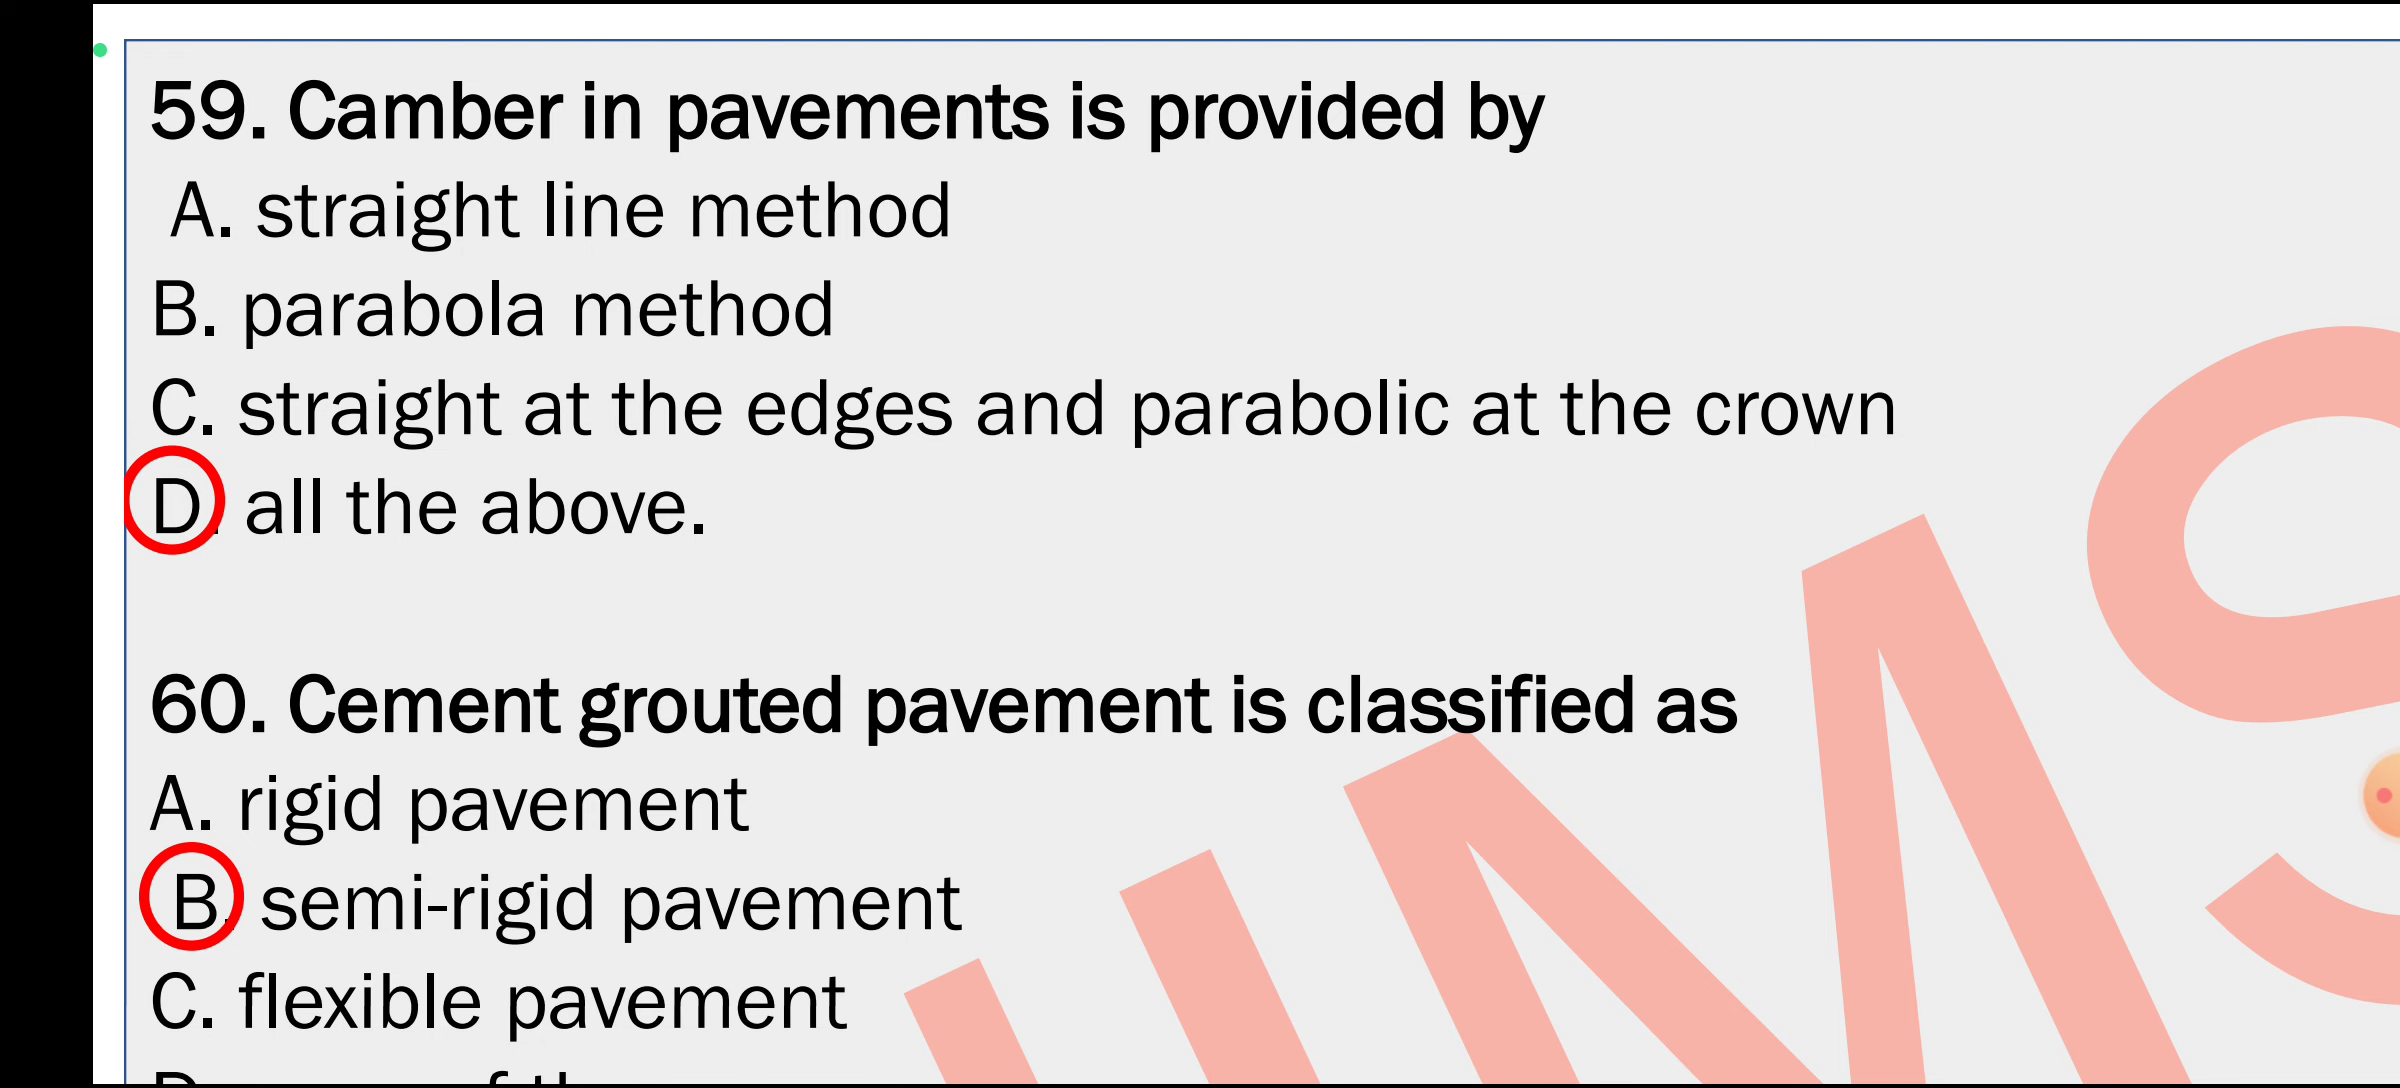 59. Camber in pavements is provided by
A. straight line method
B. parabola method
C. straight at the edges and parabolic at the crown
D. all the above.
60. Cement grouted pavement is classified as
A. rigid pavement
B. semi-rigid pavement
C. flexible pavement